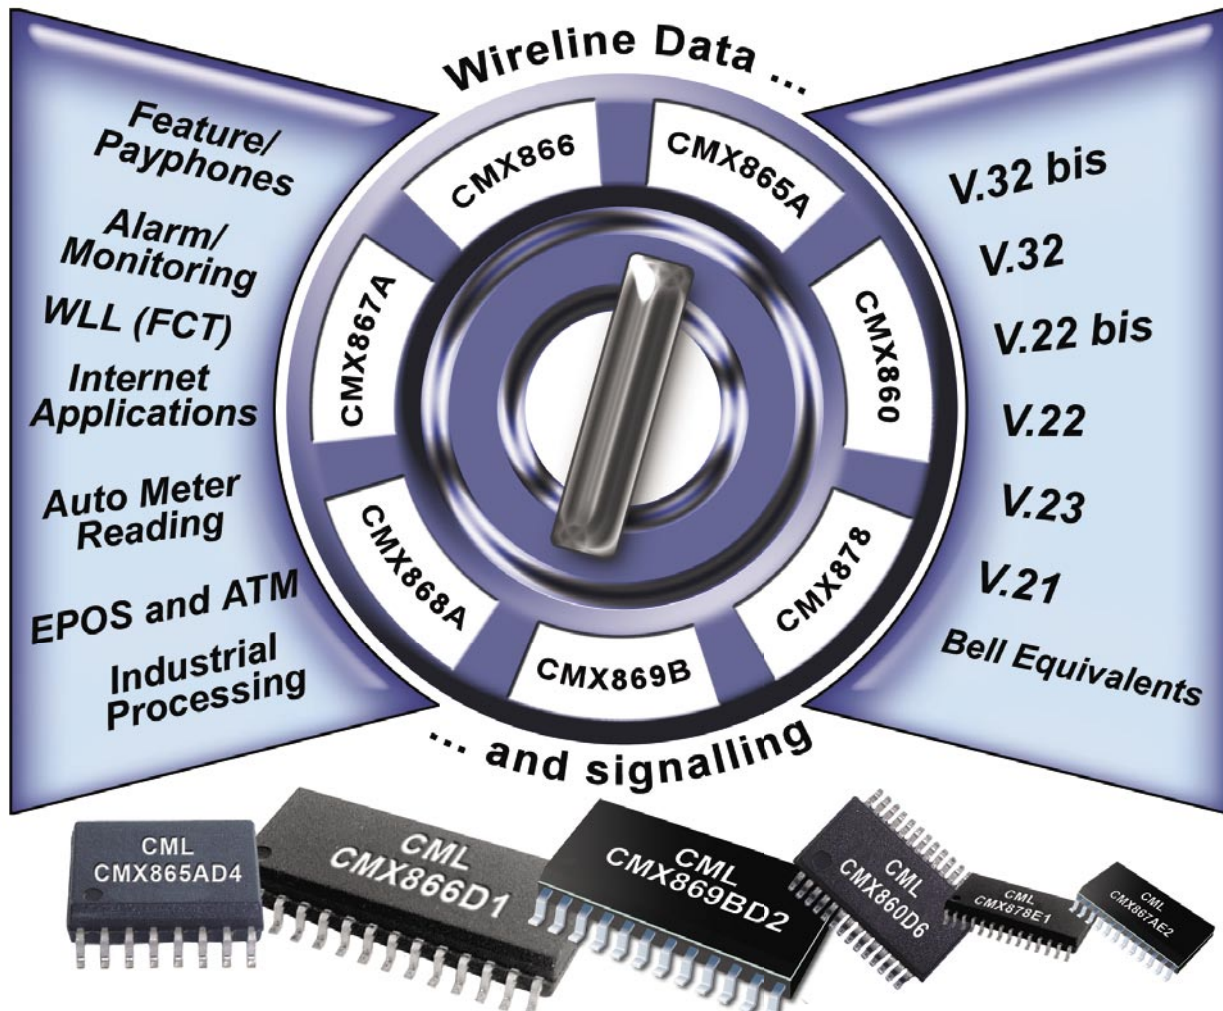 Wireline Data ...
Feature/
Payphones
Alarm/
Monitoring
WLL (FCT)
Internet
Applications
Auto Meter
Reading
EPOS and ATM
Industrial
Processing
CMX866
CMX865A
CMX860
CMX878
CMX869B
CMX868A
CMX867A
V.32 bis
V.32
V.22 bis
V.22
V.23
V.21
Bell Equivalents
... and signalling
CML
CMX865AD4
CML
CMX866D1
CML
CMX869BD2
CML
CMX860D6
CML
CMX878E1
CML
CMX867AE2